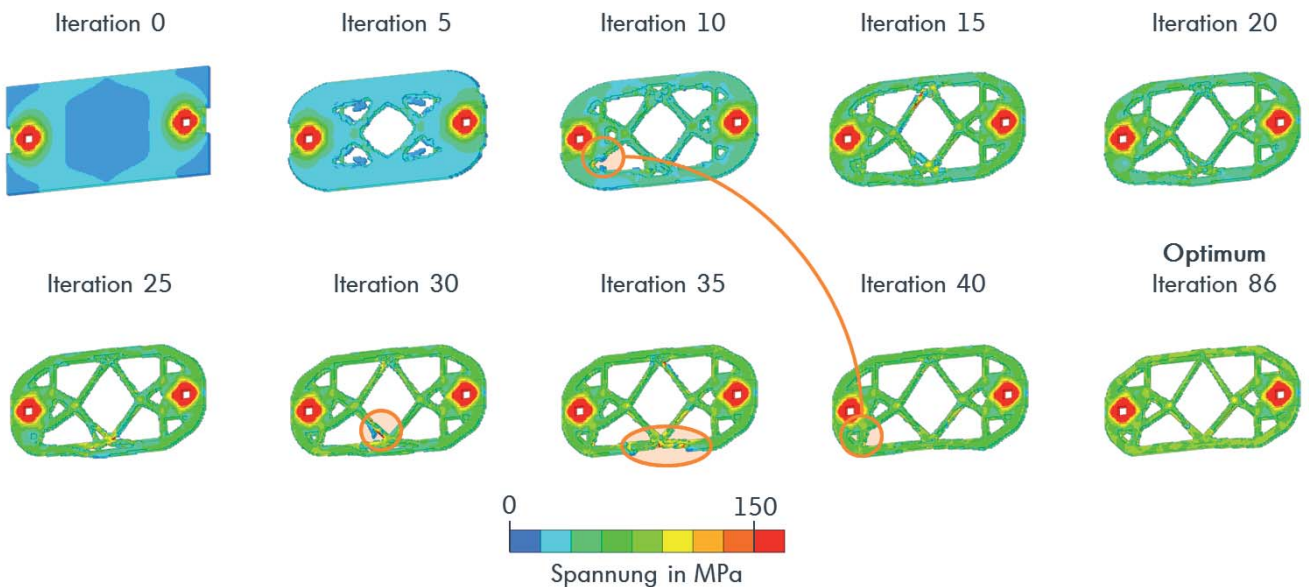 Iteration 0
Iteration 5
Iteration 10
Iteration 15
Iteration 20
Iteration 25
Iteration 30
Iteration 35
Iteration 40
Optimum
Iteration 86
0
150
Spannung in MPa